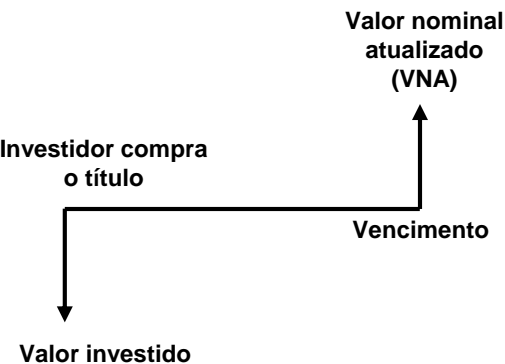 Valor nominal
atualizado
(VNA)
Investidor compra
o título
Vencimento
Valor investido